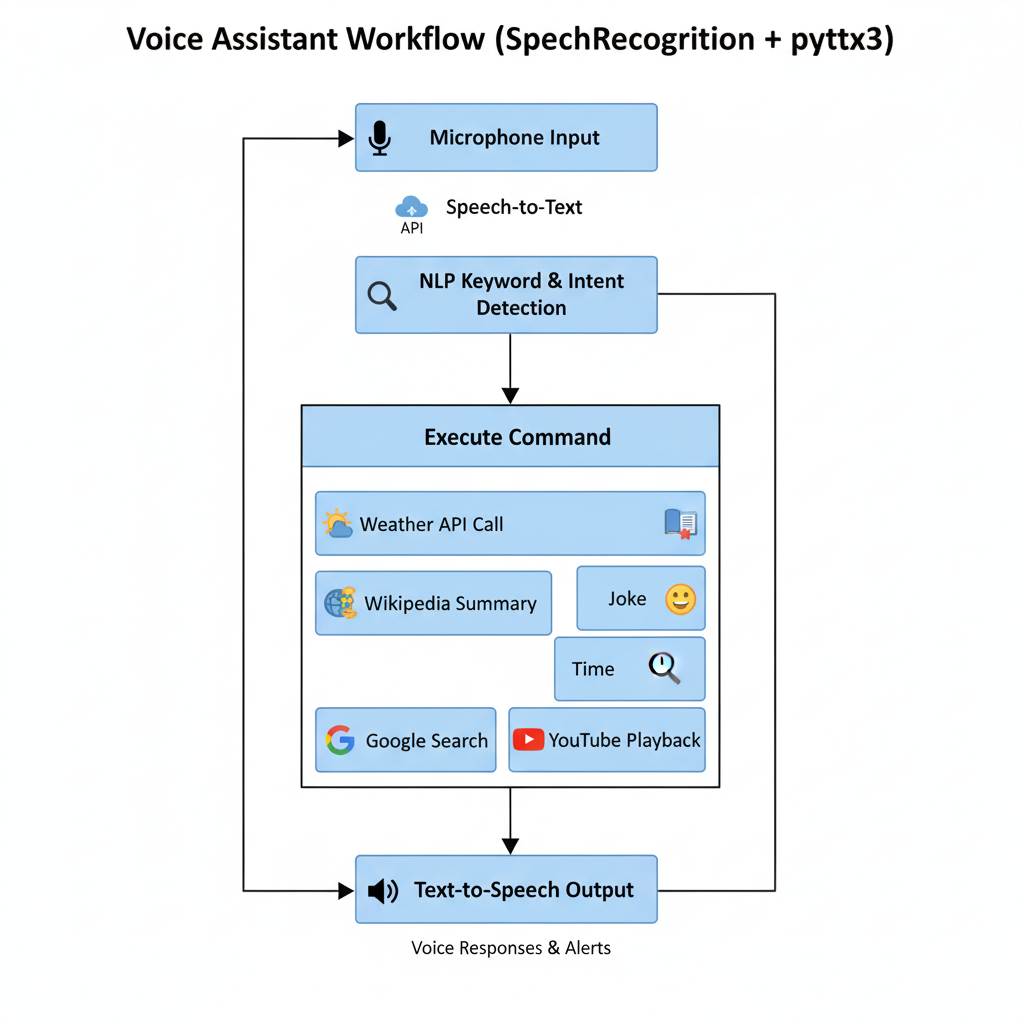 Voice Assistant Workflow (SpechRecogrition + pyttx3)
Microphone Input
Speech-to-Text
API
NLP Keyword & Intent
Detection
Execute Command
Weather API Call
Wikipedia Summary
Joke
Time
Google Search
YouTube Playback
Text-to-Speech Output
Voice Responses & Alerts